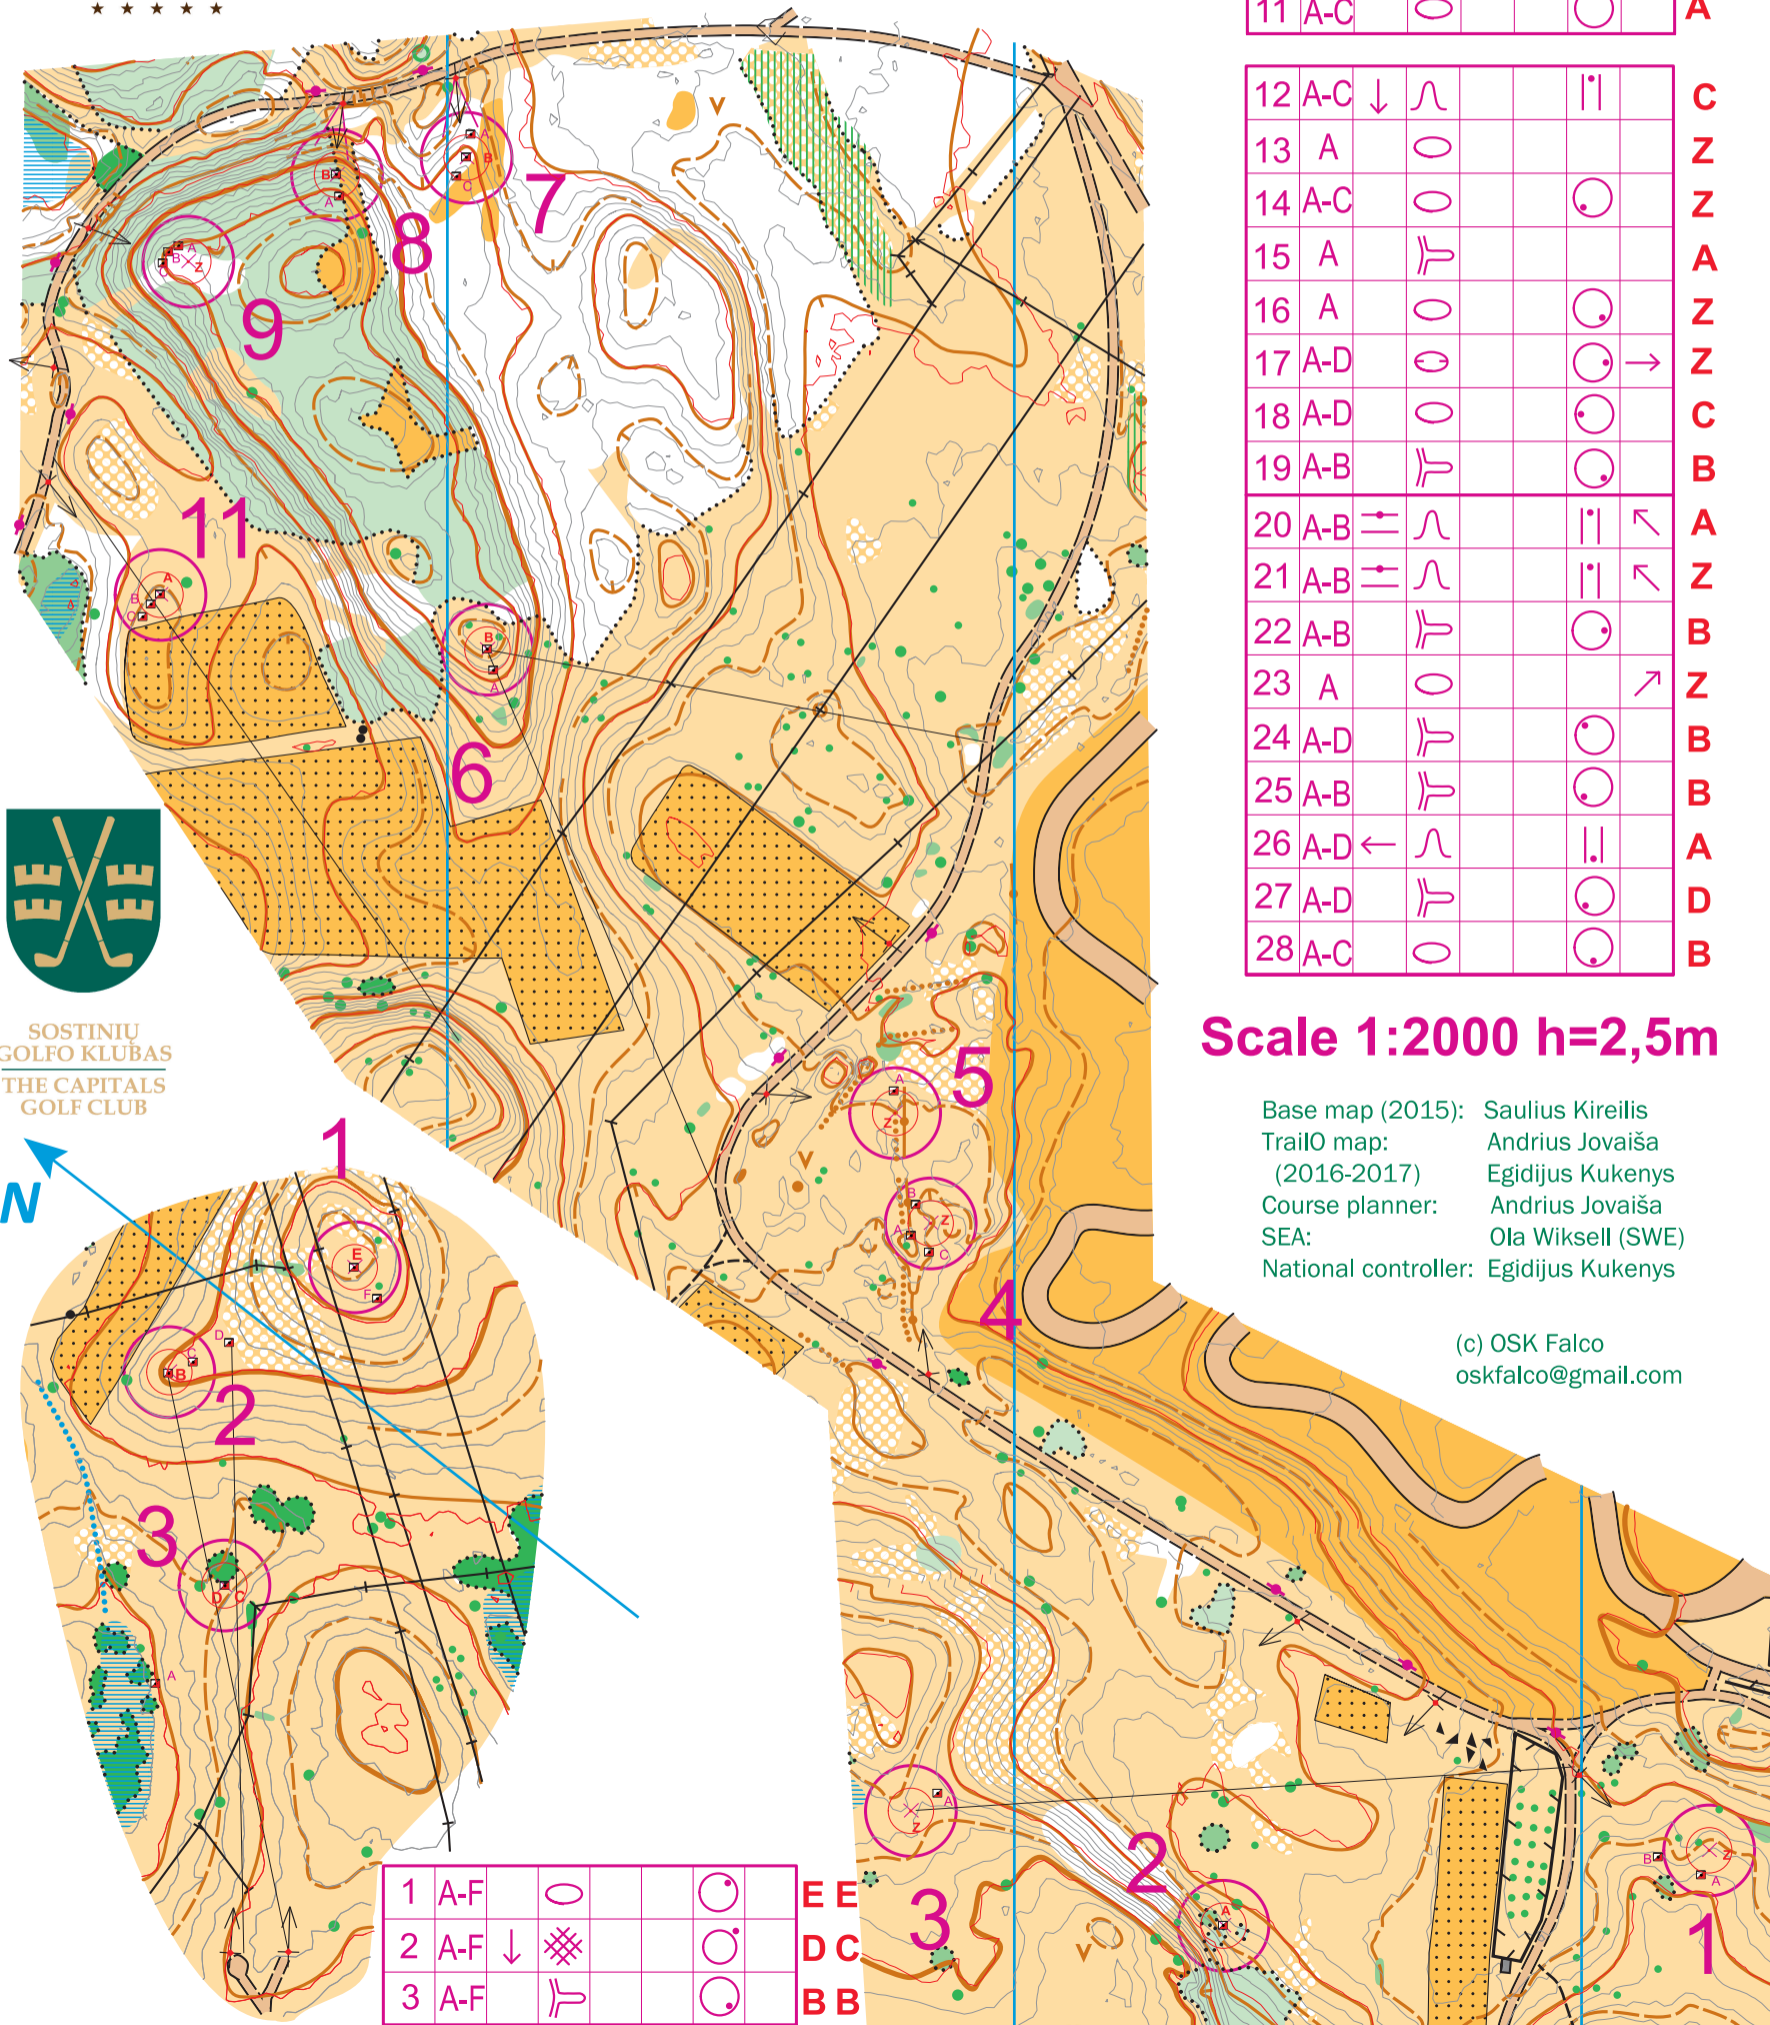 11 A-C A
12 A-C C
13 A Z
14 A-C Z
15 A A
16 A Z
17 A-D Z
18 A-D C
19 A-B B
20 A-B A
21 A-B Z
22 A-B B
23 A Z
24 A-D B
25 A-B B
26 A-D A
27 A-D D
28 A-C B
Scale 1:2000 h=2,5m
Base map (2015): Saulius Kireilis
TrailO map: Andrius Jovaiša
(2016-2017) Egidijus Kukenys
Course planner: Andrius Jovaiša
SEA: Ola Wiksell (SWE)
National controller: Egidijus Kukenys
(c) OSK Falco
oskfalco@gmail.com
SOSTINIŲ
GOLFO KLUBAS
THE CAPITALS
GOLF CLUB
N
7
A
B
C
8
B
A
9
A
B
Z
11
A
B
C
6
B
A
5
A
Z
4
B
A
Z
C
1
E
F
2
D
C
B
3
D C
A
3
A
Z
2
A
1
B
Z
A
1 A-F E E
2 A-F D C
3 A-F B B